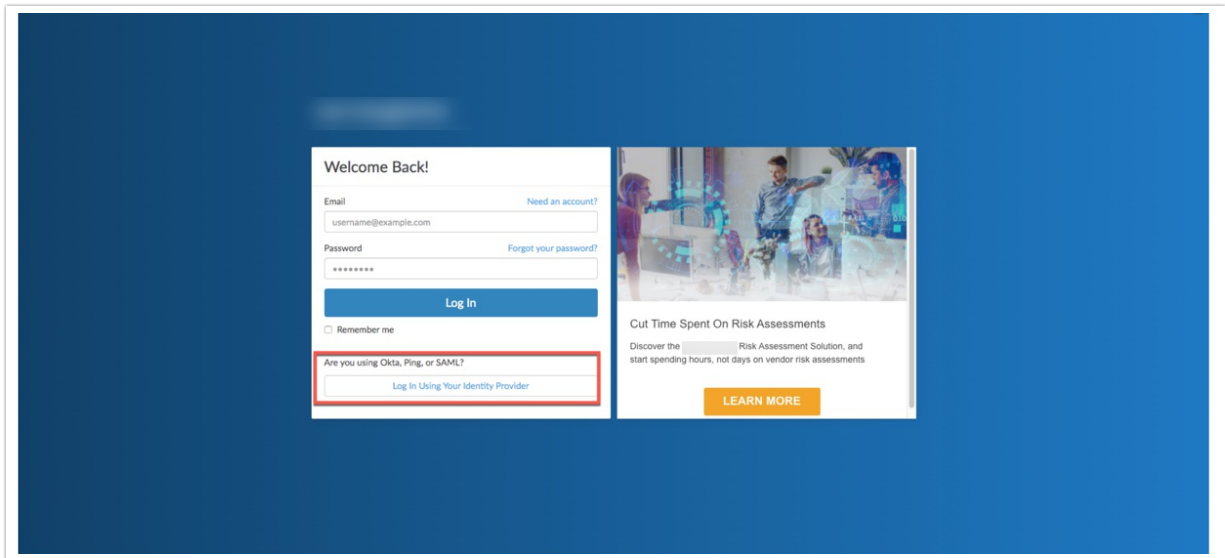 Welcome Back!
Email
Need an account?
username@example.com
Password
Forgot your password?
Log In
Remember me
Are you using Okta, Ping, or SAML?
Log In Using Your Identity Provider
Cut Time Spent On Risk Assessments
Discover the Risk Assessment Solution, and
start spending hours, not days on vendor risk assessments
LEARN MORE